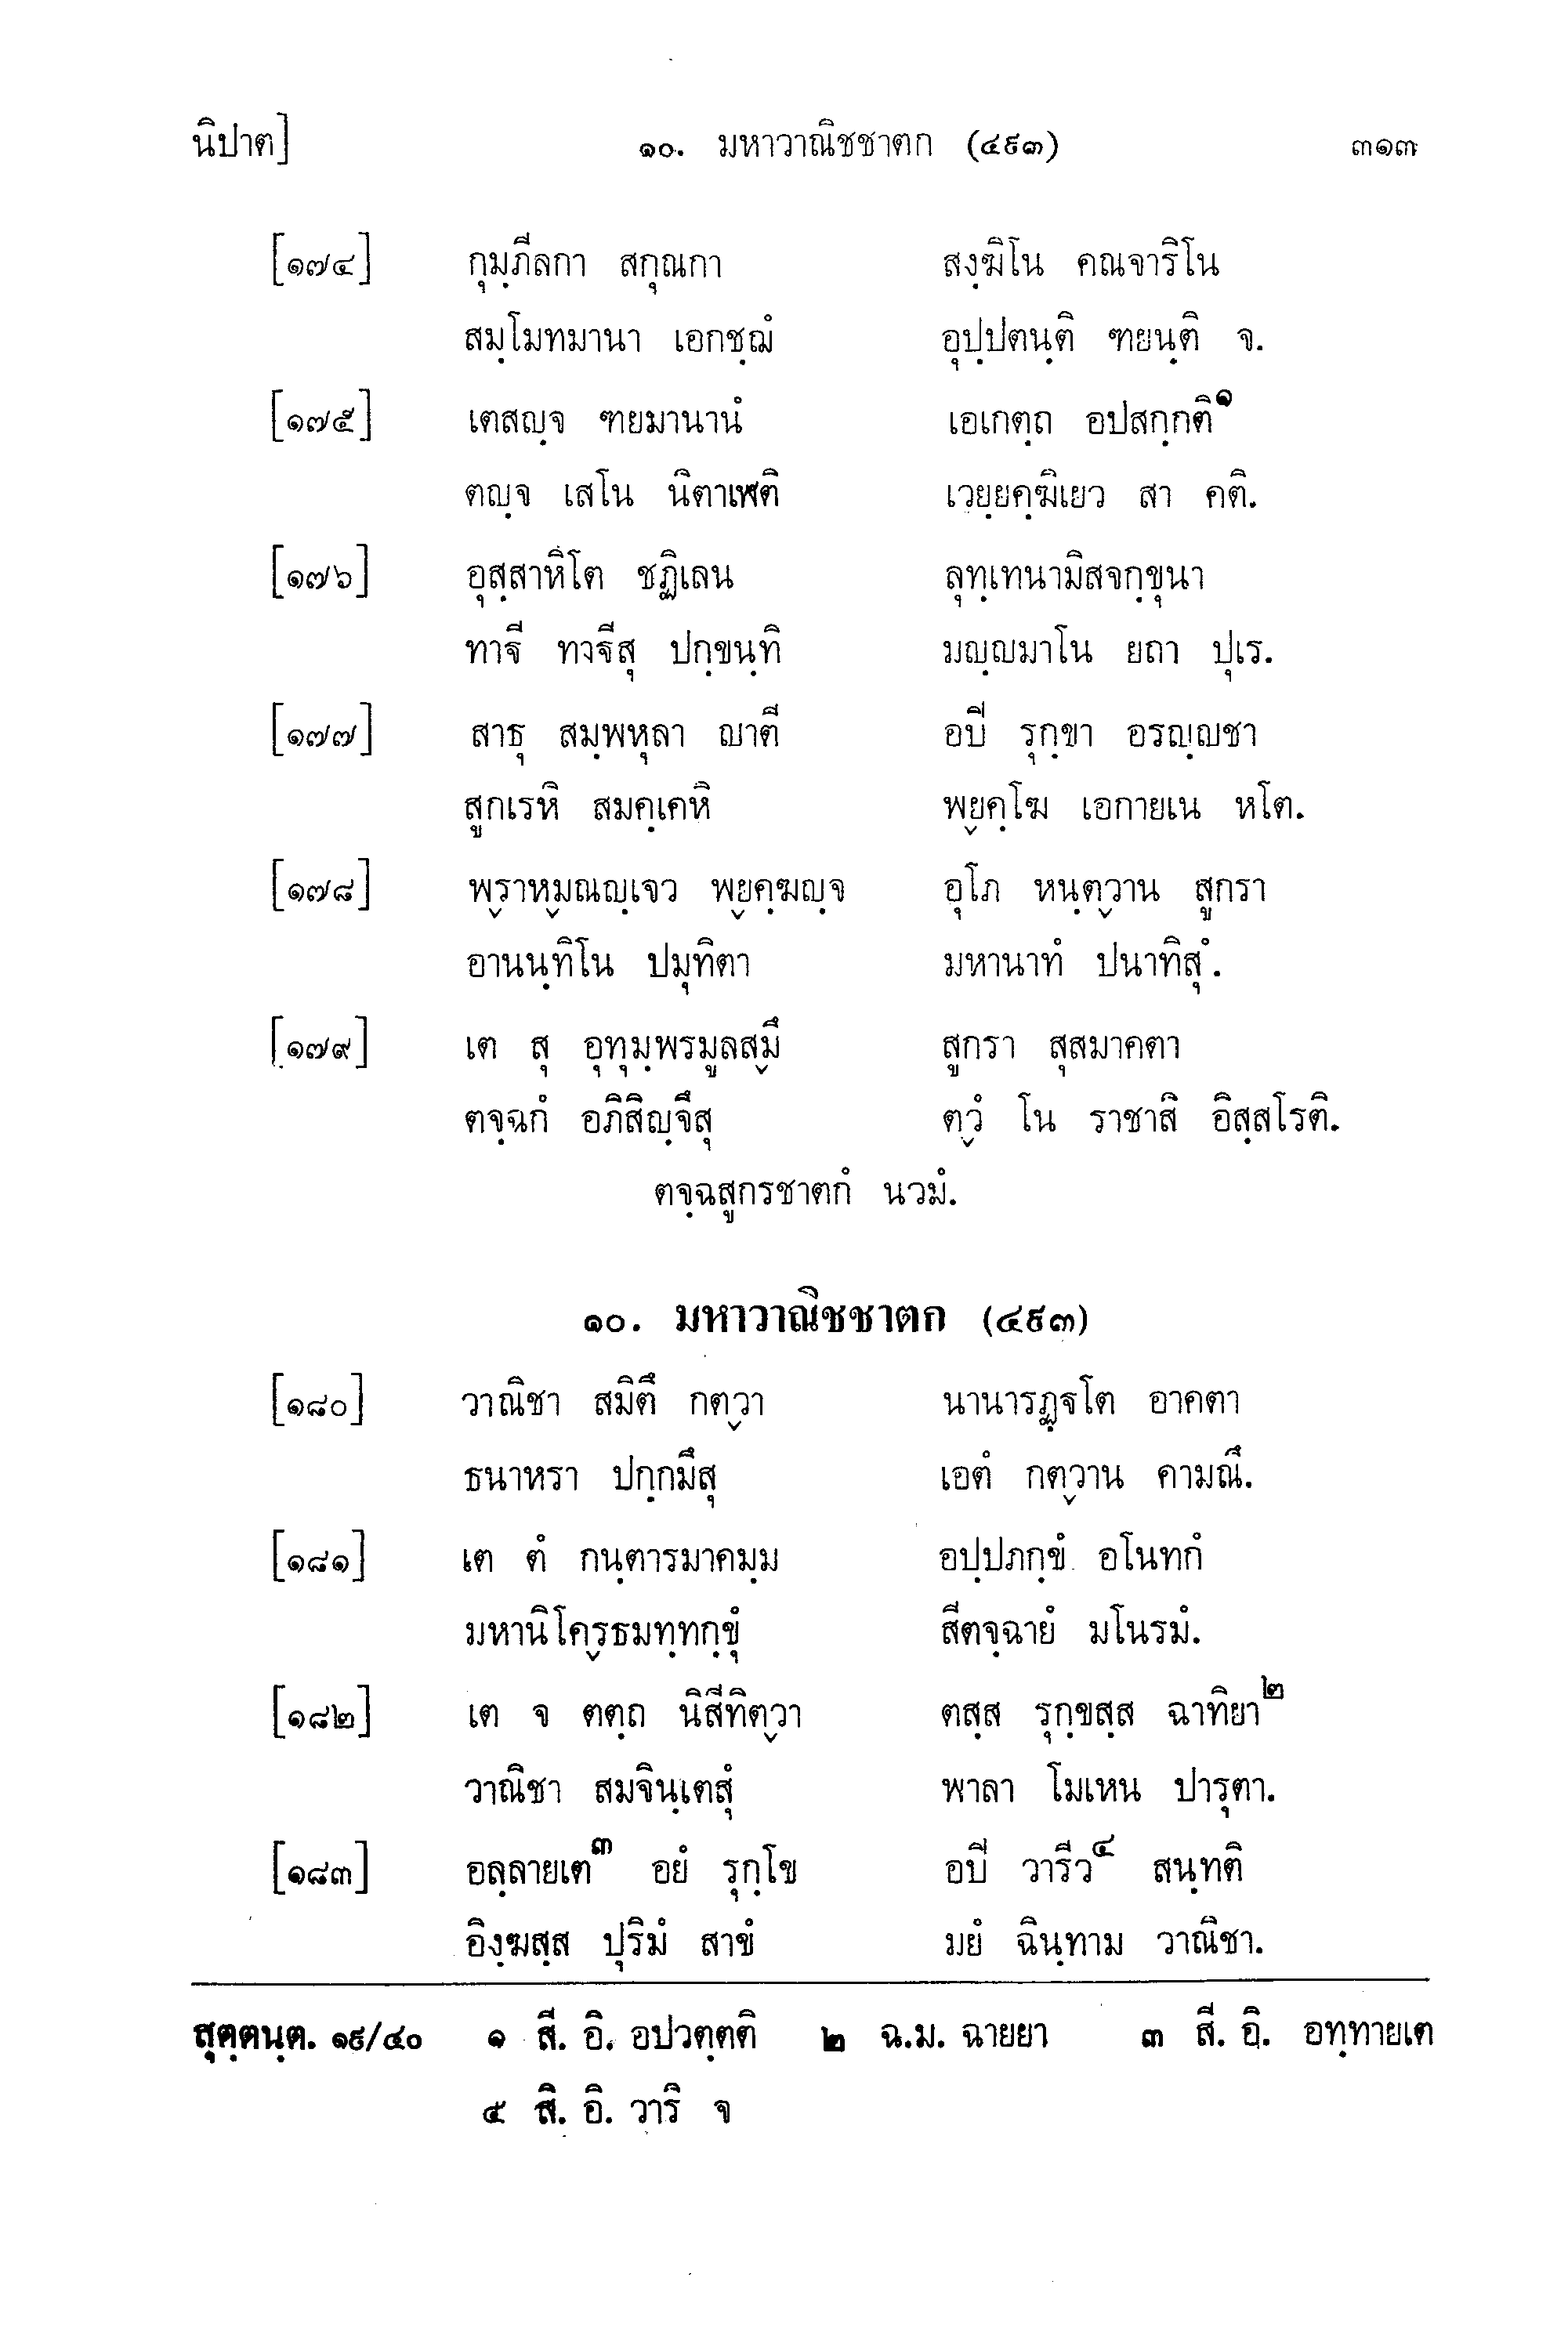 นิปาต] ๑๐. มหาวาณิชชาตก (๔๙๓) ๓๑๓
[๑๗๔] กุมฺภีลกา สกุณกา สงฺฆิโน คณจาริโน
สมฺโมทมานา เอกชฺฌํ อุปฺปตนฺติ ฑยนฺติ จ.
[๑๗๕] เตสญฺจ ฑยมานานํ เอเกตฺถ อปสกฺกติ๑
ตญฺจ เสโน นิตาเฬติ เวยฺยคฺฆิเยว สา คติ.
[๑๗๖] อุสฺสาหิโต ชฏิเลน ลุทฺเทนามิสจกฺขุนา
ทาฐี ทาฐีสุ ปกฺขนฺทิ มญฺญมาโน ยถา ปุเร.
[๑๗๗] สาธุ สมฺพหุลา ญาตี อปี รุกฺขา อรญฺญชา
สูกเรหิ สมคฺเคหิ พฺยคฺโฆ เอกายเน หโต.
[๑๗๘] พฺราหฺมณญฺเจว พฺยคฺฆญฺจ อุโภ หนฺตฺวาน สูกรา
อานนฺทิโน ปมุทิตา มหานาทํ ปนาทิสุํ.
[๑๗๙] เต สุ อุทุมฺพรมูลสฺมึ สูกรา สุสมาคตา
ตจฺฉกํ อภิสิญฺจึสุ ตฺวํ โน ราชาสิ อิสฺสโรติ.
ตจฺฉสูกรชาตกํ นวมํ.
๑๐. มหาวาณิชชาตก (๔๙๓)
[๑๘๐] วาณิชา สมิตึ กตฺวา นานารฏฺฐโต อาคตา
ธนาหรา ปกฺกมึสุ เอตํ กตฺวาน คามณึ.
[๑๘๑] เต ตํ กนฺตารมาคมฺม อปฺปภกฺขํ อโนทกํ
มหานิโคฺรธมทฺทกฺขุํ สีตจฺฉายํ มโนรมํ.
[๑๘๒] เต จ ตตฺถ นิสีทิตฺวา ตสฺส รุกฺขสฺส ฉาทิยา๒
วาณิชา สมจินฺเตสุํ พาลา โมเหน ปารุตา.
[๑๘๓] อลฺลายเต๓ อยํ รุกฺโข อปี วารีว๔ สนฺทติ
อิงฺฆสฺส ปุริมํ สาขํ มยํ ฉินฺทาม วาณิชา.
สุตฺตนฺต. ๑๙/๔๐ ๑ สี. อิ. อปวตฺตติ ๒ ฉ.ม. ฉายยา ๓ สี. อิ. อทฺทายเต
๔ สี. อิ. วาริ จ